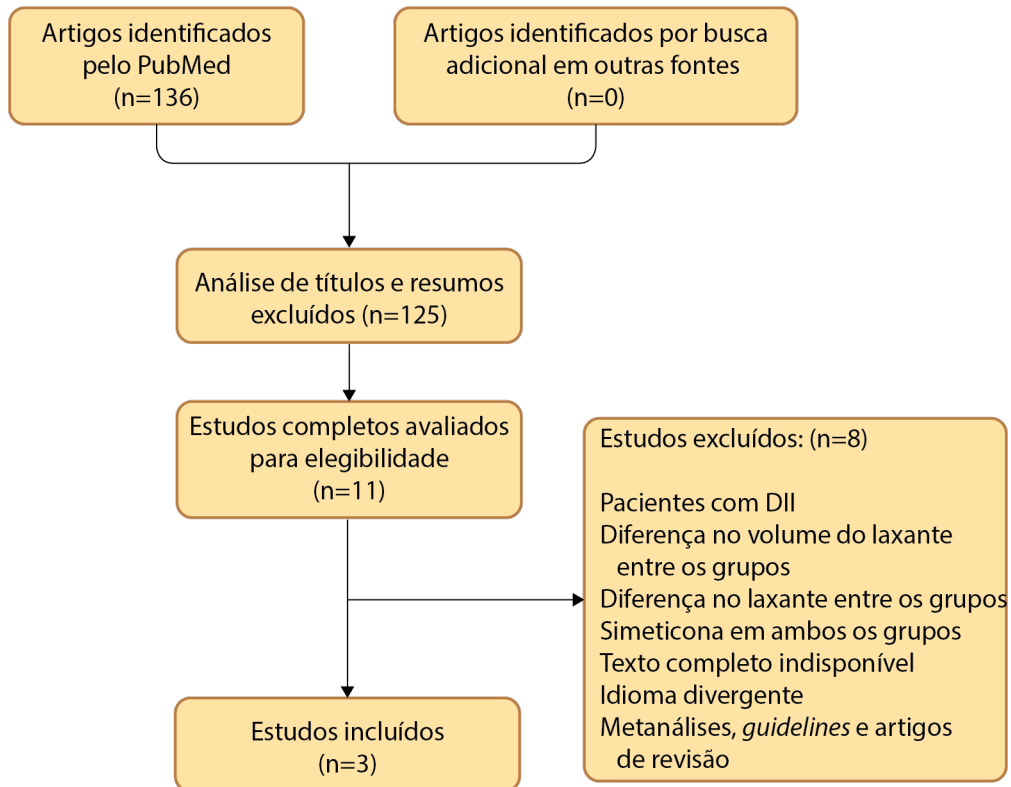 Artigos identificados
pelo PubMed
(n=136)
Artigos identificados por busca
adicional em outras fontes
(n=0)
Análise de títulos e resumos
excluídos (n=125)
Estudos completos avaliados
para elegibilidade
(n=11)
Estudos excluídos: (n=8)
Pacientes com DII
Diferença no volume do laxante
entre os grupos
Diferença no laxante entre os grupos
Simeticona em ambos os grupos
Texto completo indisponível
Idioma divergente
Metanálises, guidelines e artigos
de revisão
Estudos incluídos
(n=3)